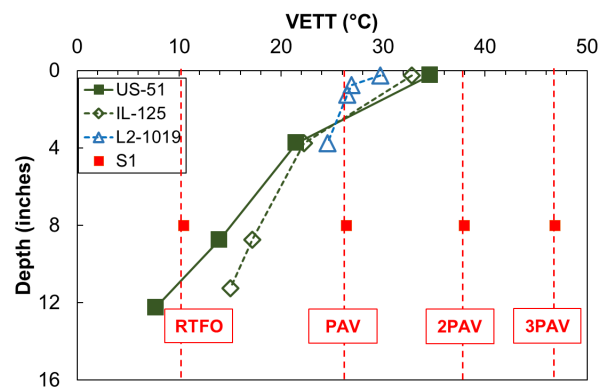 VETT (°C)
0 10 20 30 40 50
0
US-51
IL-125
L2-1019
S1
4
8
12
16
Depth (inches)
RTFO PAV 2PAV 3PAV